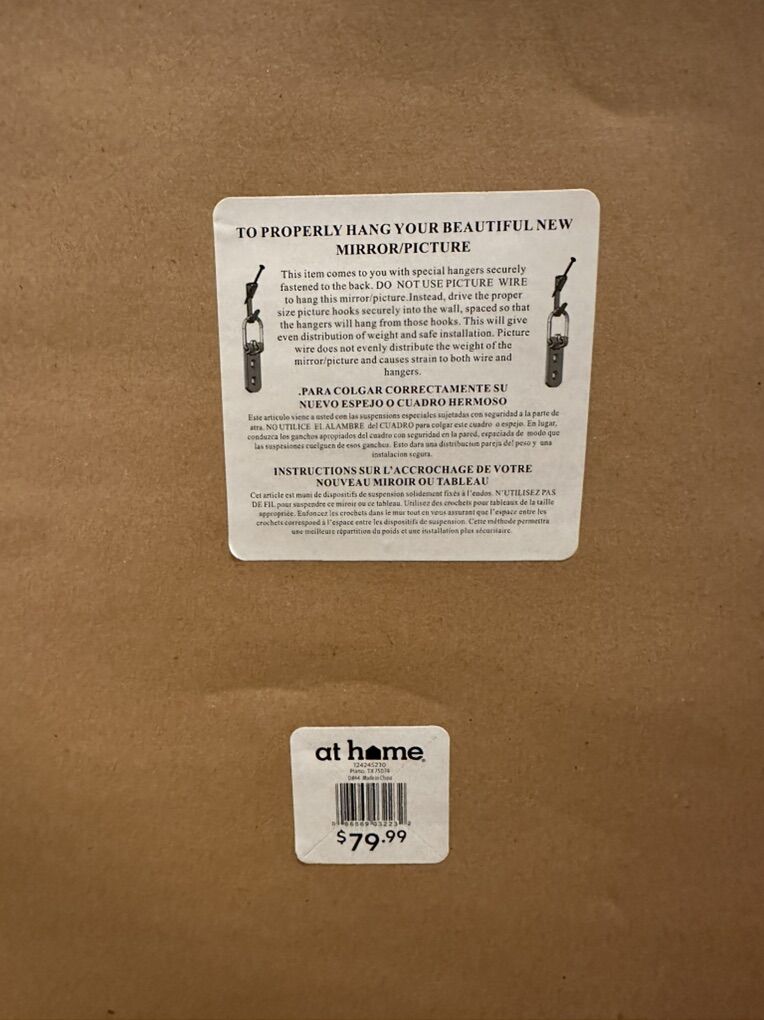 TO PROPERLY HANG YOUR BEAUTIFUL NEW
MIRROR/PICTURE
This item comes to you with special hangers securely
fastened to the back. DO NOT USE PICTURE WIRE
to hang this mirror/picture.Instead, drive the proper
size picture hooks securely into the wall, spaced so that
the hangers will hang from those hooks. This will give
even distribution of weight and safe installation. Picture
wire does not evenly distribute the weight of the
mirror/picture and causes strain to both wire and
hangers.
.PARA COLGAR CORRECTAMENTE SU
NUEVO ESPEJO O CUADRO HERMOSO
Este articulo viene a usted con las suspensiones especiales sujetadas con seguridad a la parte de
atra. NO UTILICE EL ALAMBRE del CUADRO para colgar este cuadro o espejo. En lugar,
conduzca los ganchos apropiados del cuadro con seguridad en la pared, espaciada de modo que
las suspesiones cuelguen de esos ganchus. Esto dara una distribucion pareja del peso y una
instalacion segura.
INSTRUCTIONS SUR L'ACCROCHAGE DE VOTRE
NOUVEAU MIROIR OU TABLEAU
Cet article est muni de dispositifs de suspension solidement fixés à l'endos. N'UTILISEZ PAS
DE FIL pour suspendre ce miroir ou ce tableau. Utilisez des crochets pour tableaux de la taille
appropriée. Enfoncez les crochets dans le mur tout en vous assurant que l'espace entre les
crochets correspond à l'espace entre les dispositifs de suspension. Cette méthode permettra
une meilleure répartition du poids et une installation plus sécuritaire.
at home
124245210
Plano, TX 75074
Made in China
$79.99